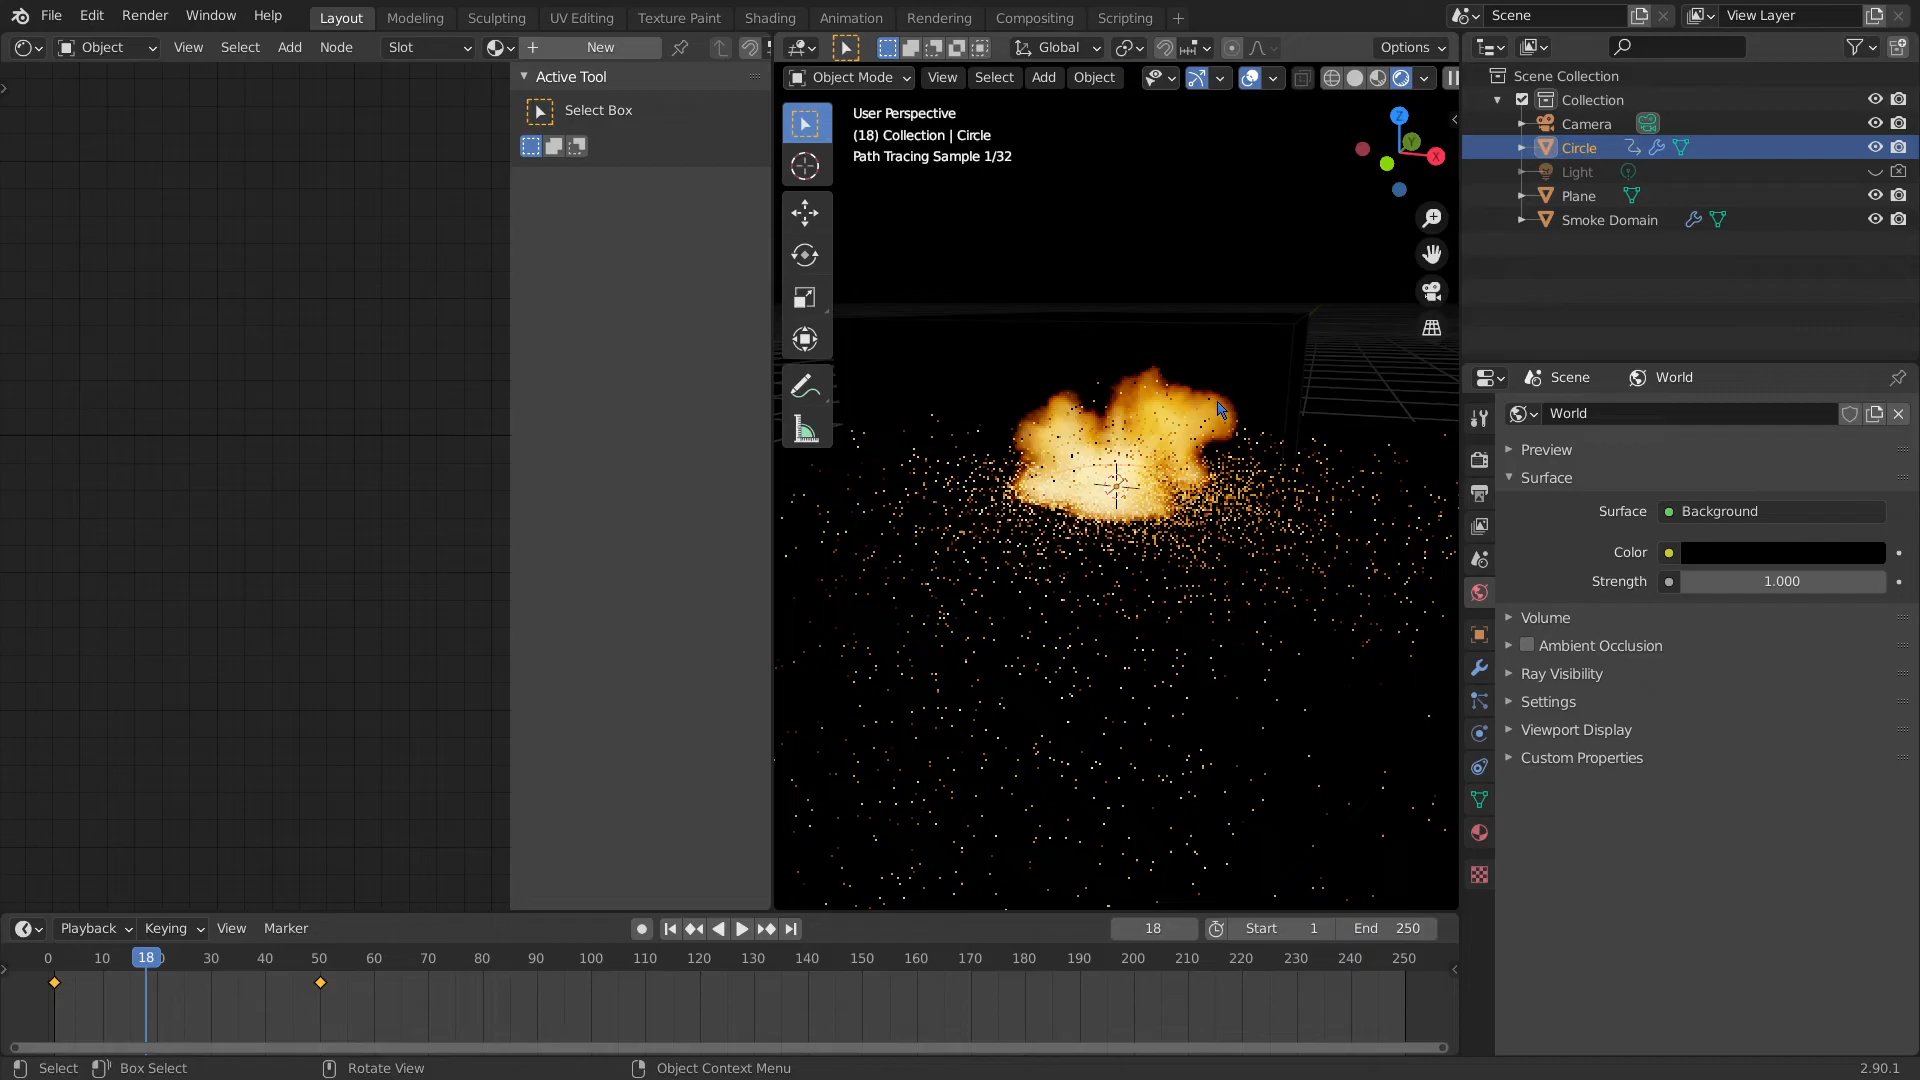 File Edit Render Window Help Layout Modeling Sculpting UV Editing Texture Paint Shading Animation Rendering Compositing Scripting Scene View Layer
Object View Select Add Node Slot New Global Options
Active Tool
Select Box
Object Mode View Select Add Object
User Perspective
(18) Collection | Circle
Path Tracing Sample 1/32
Z
Y
X
Scene Collection
Collection
Camera
Circle
Light
Plane
Smoke Domain
Scene World
World
Preview
Surface
Surface Background
Color
Strength 1.000
Volume
Ambient Occlusion
Ray Visibility
Settings
Viewport Display
Custom Properties
Playback Keying View Marker 18 Start 1 End 250
0 10 18 30 40 50 60 70 80 90 100 110 120 130 140 150 160 170 180 190 200 210 220 230 240 250
Select Box Select Rotate View Object Context Menu 2.90.1